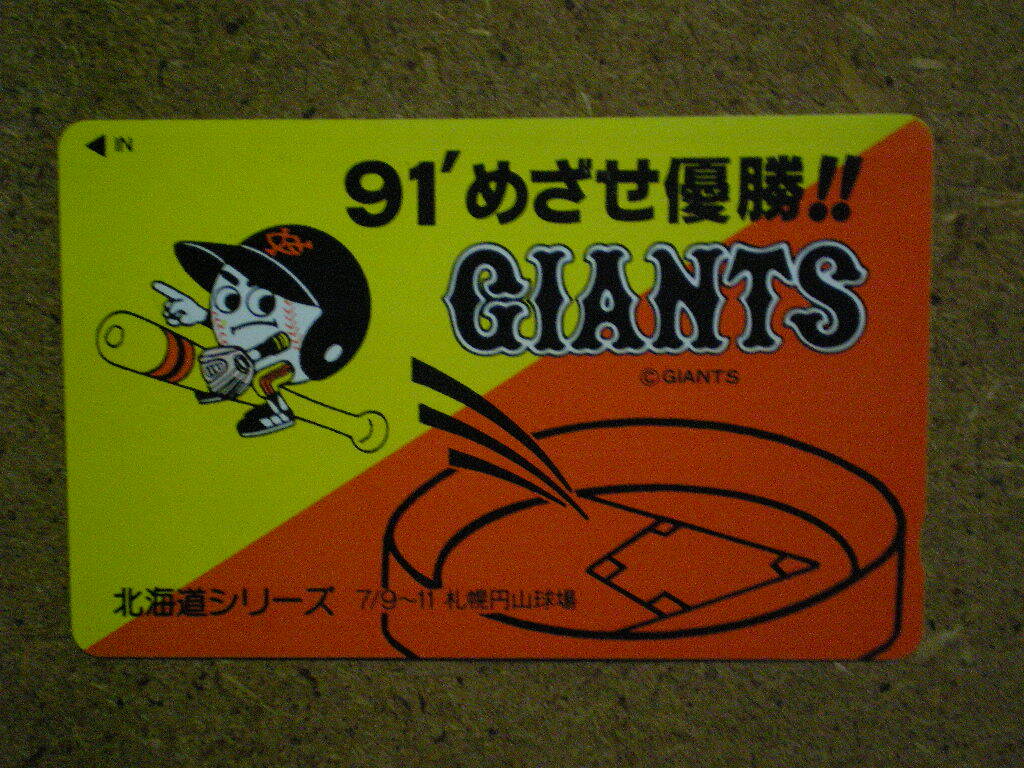 ◀ IN
91'めざせ優勝!!
GIANTS
©GIANTS
北海道シリーズ 7/9~11 札幌円山球場